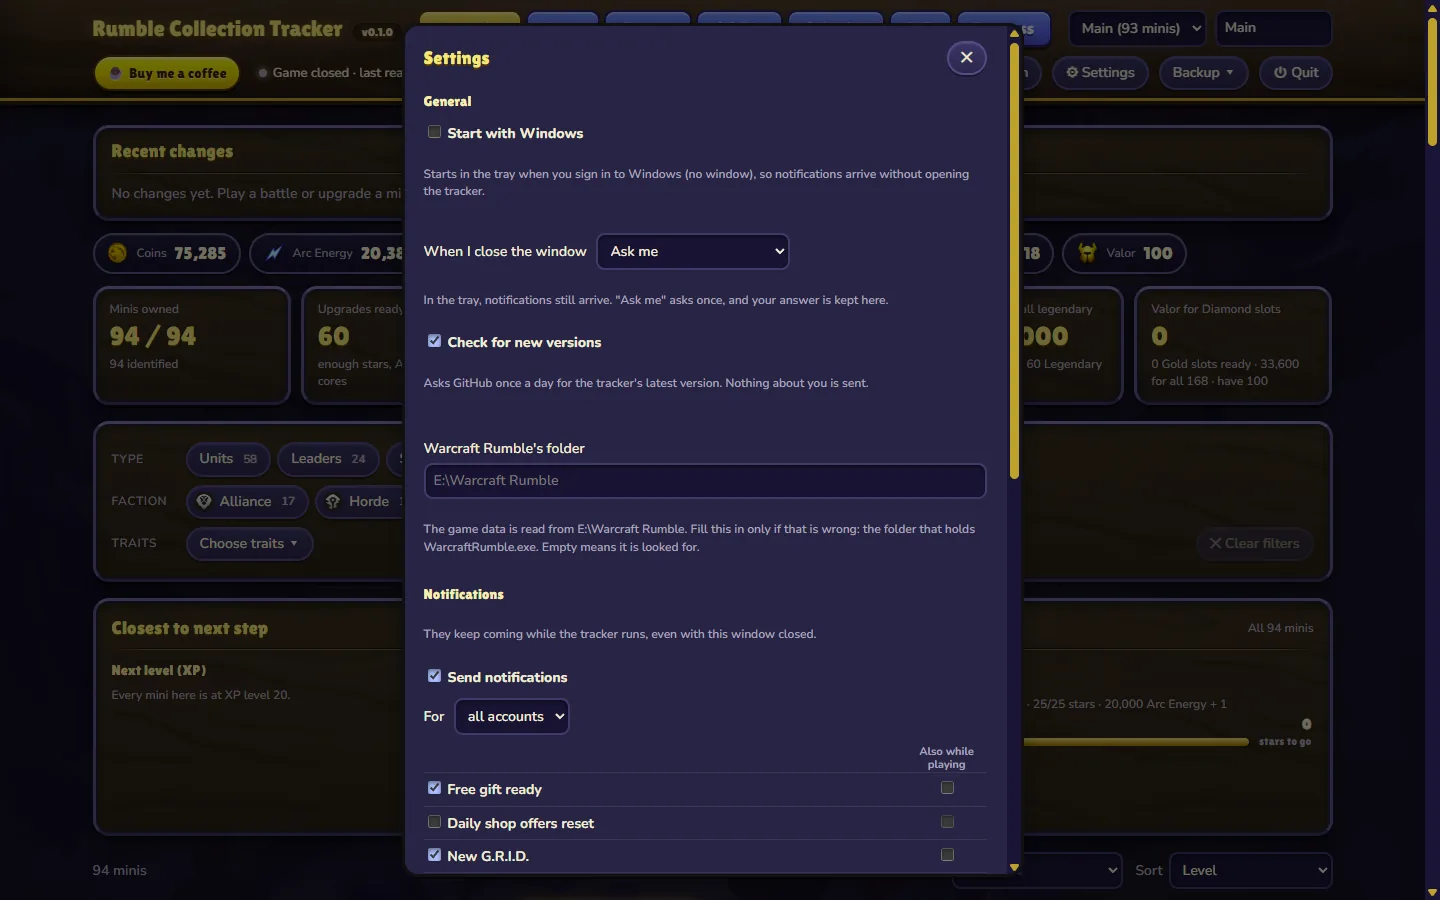 Rumble Collection Tracker v0.1.0
Main (93 minis) Main
Buy me a coffee Game closed · last
Settings Backup Quit
Settings
General
Start with Windows
Starts in the tray when you sign in to Windows (no window), so notifications arrive without opening
the tracker.
When I close the window Ask me
In the tray, notifications still arrive. "Ask me" asks once, and your answer is kept here.
Check for new versions
Asks GitHub once a day for the tracker's latest version. Nothing about you is sent.
Warcraft Rumble's folder
E:\Warcraft Rumble
The game data is read from E:\Warcraft Rumble. Fill this in only if that is wrong: the folder that holds
WarcraftRumble.exe. Empty means it is looked for.
Notifications
They keep coming while the tracker runs, even with this window closed.
Send notifications
For all accounts
Also while
playing
Free gift ready
Daily shop offers reset
New G.R.I.D.
Recent changes
No changes yet. Play a battle or upgrade a
Coins 75,285 Arc Energy 20,38
18 Valor 100
Minis owned
94 / 94
94 identified
Upgrades ready
60
enough stars,
cores
all legendary
000
60 Legendary
Valor for Diamond slots
0
0 Gold slots ready · 33,600
for all 168 · have 100
TYPE Units 58 Leaders 24
FACTION Alliance 17 Horde
TRAITS Choose traits
Clear filters
Closest to next step
All 94 minis
Next level (XP)
Every mini here is at XP level 20.
· 25/25 stars · 20,000 Arc Energy + 1
0
stars to go
94 minis
Sort Level